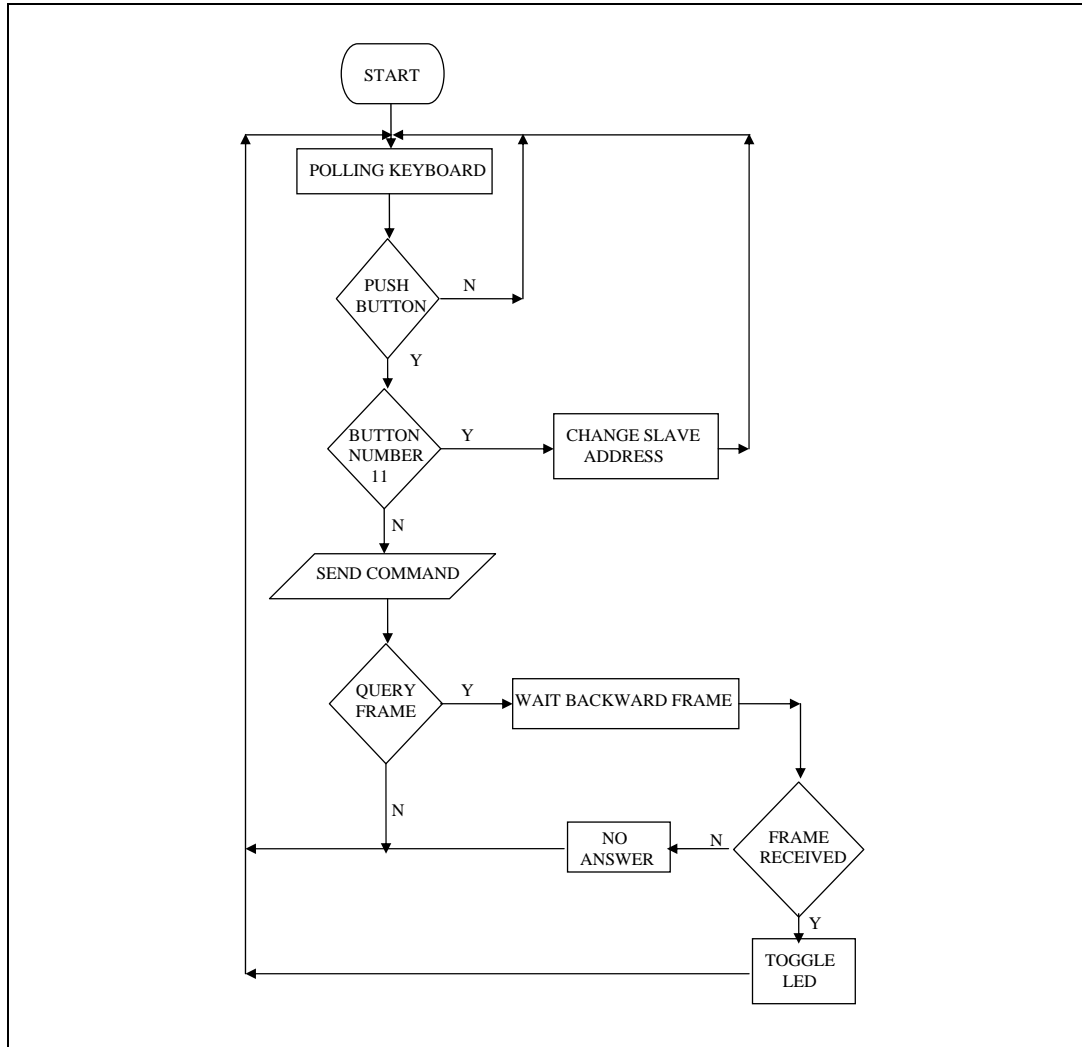 START
POLLING KEYBOARD
PUSH
BUTTON
N
Y
BUTTON
NUMBER
11
Y
CHANGE SLAVE
ADDRESS
N
SEND COMMAND
QUERY
FRAME
Y
WAIT BACKWARD FRAME
N
NO
ANSWER
N
FRAME
RECEIVED
Y
TOGGLE
LED